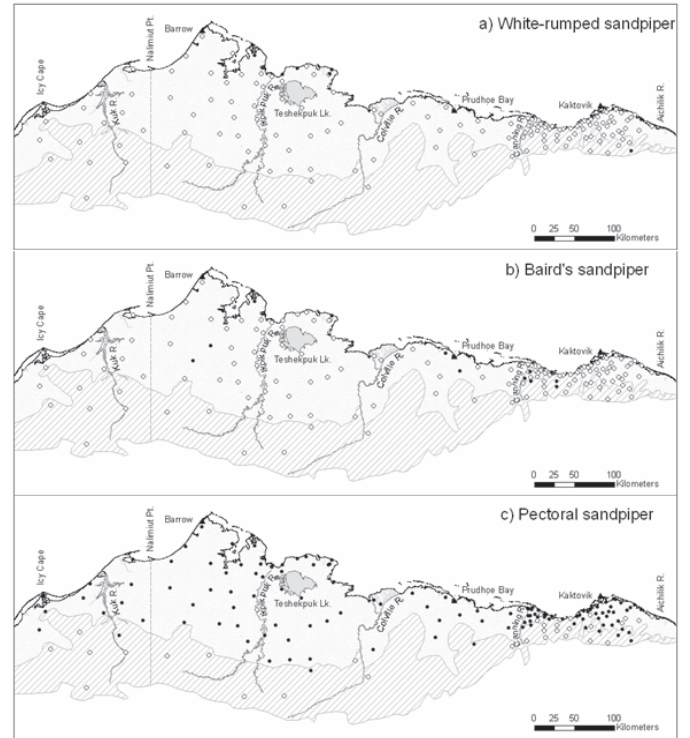 a) White-rumped sandpiper
Barrow
Nalimiut Pt.
Icy Cape
Kuk R.
Teshekpuk Lk.
Colville R.
Prudhoe Bay
Kaktovik
Aichilik R.
Canning R.
0 25 50 100
Kilometers
b) Baird's sandpiper
Barrow
Nalimiut Pt.
Icy Cape
Kuk R.
Teshekpuk Lk.
Colville R.
Prudhoe Bay
Kaktovik
Aichilik R.
Canning R.
0 25 50 100
Kilometers
c) Pectoral sandpiper
Barrow
Nalimiut Pt.
Icy Cape
Kuk R.
Teshekpuk Lk.
Colville R.
Prudhoe Bay
Kaktovik
Aichilik R.
Canning R.
0 25 50 100
Kilometers